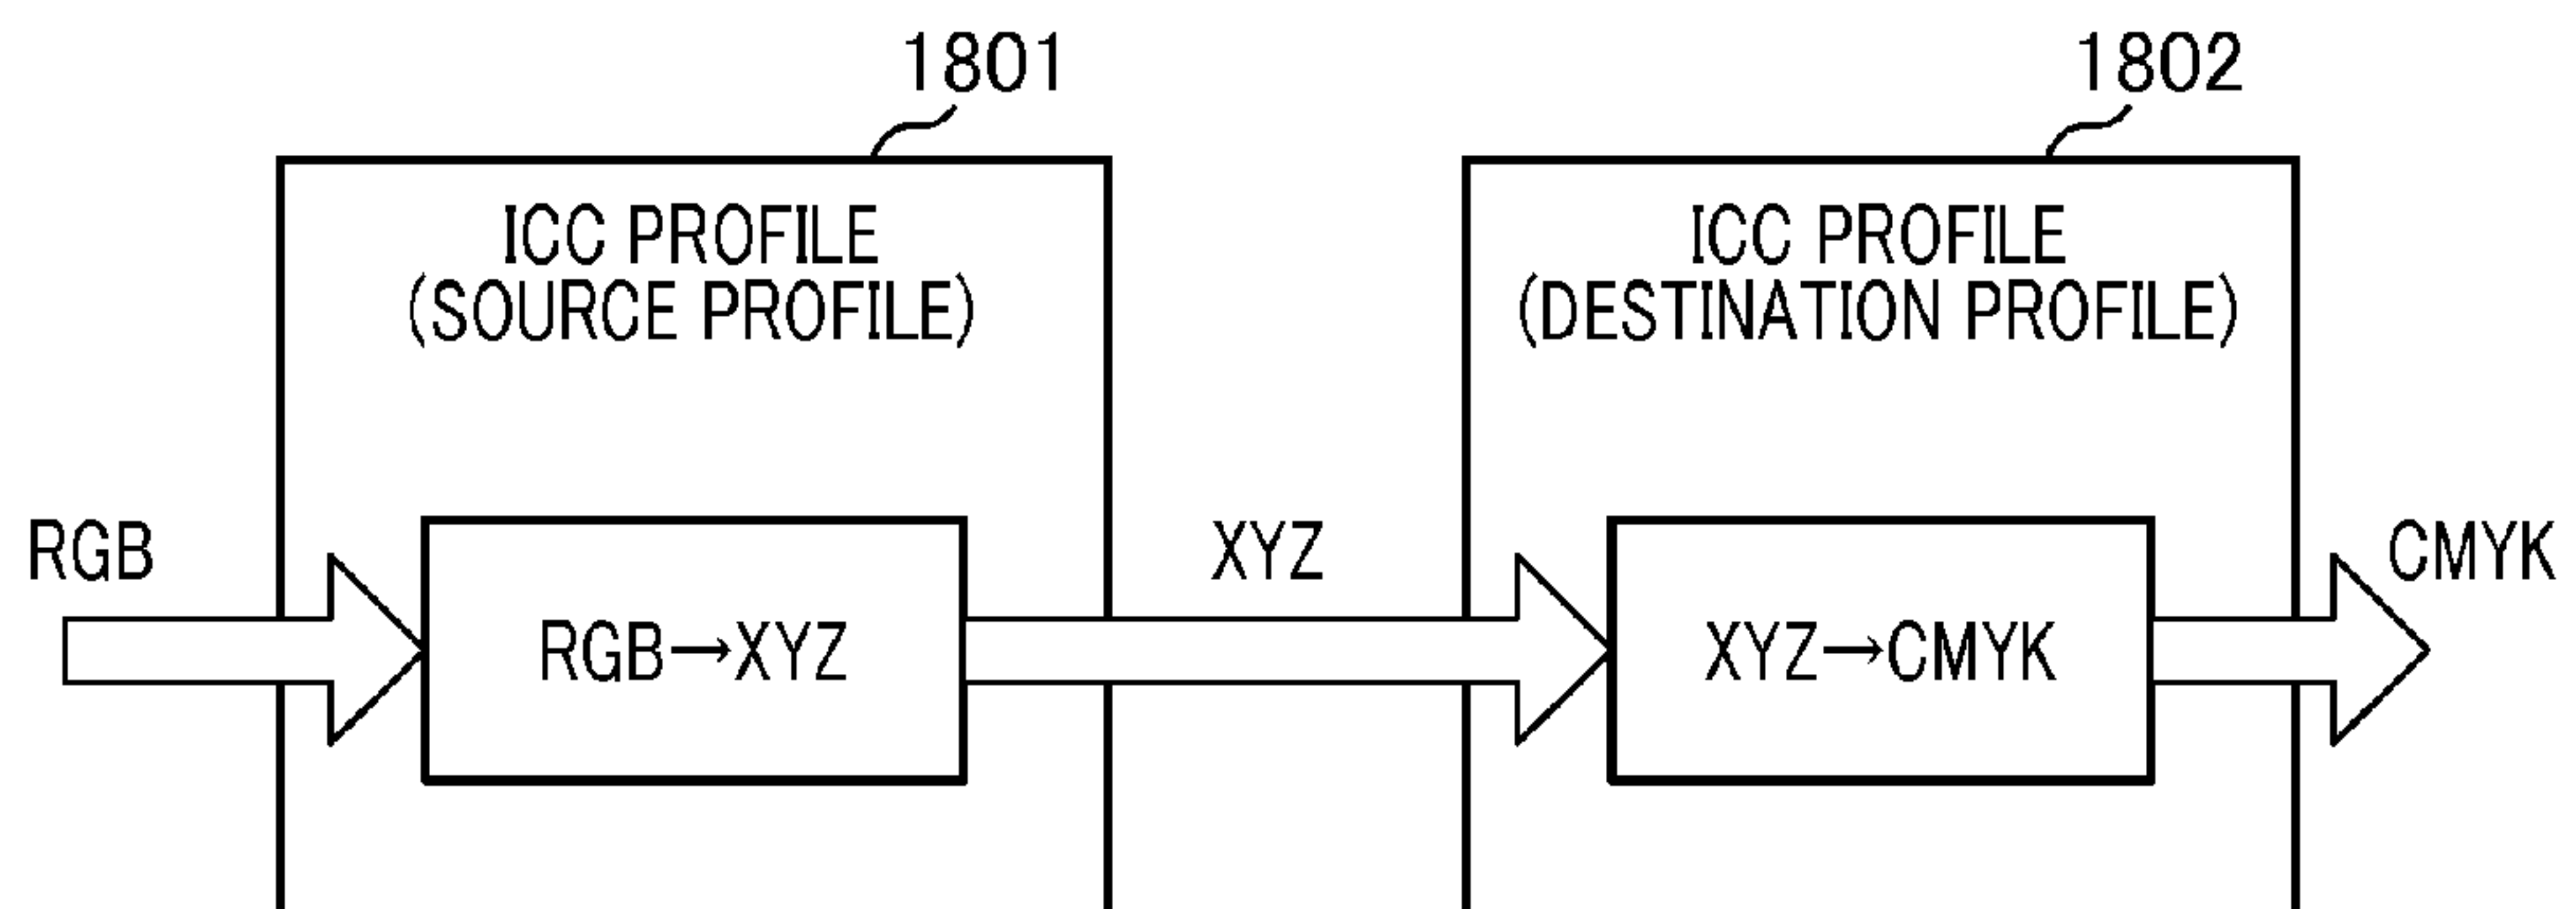 1801
1802
ICC PROFILE
(SOURCE PROFILE)
ICC PROFILE
(DESTINATION PROFILE)
RGB
RGB→XYZ
XYZ
XYZ→CMYK
CMYK